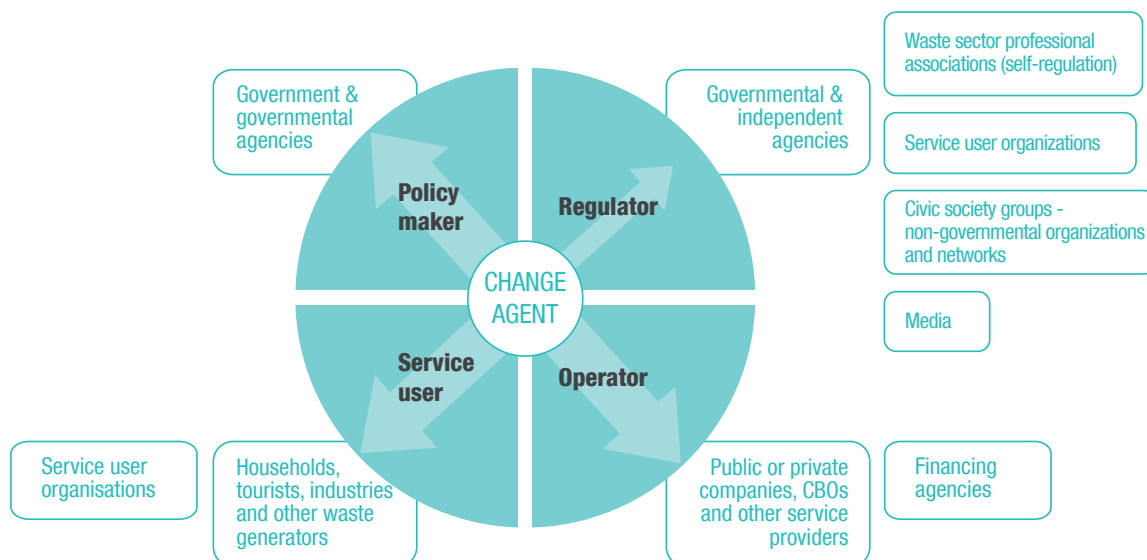 Waste sector professional
associations (self-regulation)
Government &
governmental
agencies
Governmental &
independent
agencies
Service user organizations
Policy
maker
Regulator
Civic society groups -
non-governmental organizations
and networks
CHANGE
AGENT
Media
Service
user
Operator
Service user
organisations
Households,
tourists, industries
and other waste
generators
Public or private
companies, CBOs
and other service
providers
Financing
agencies